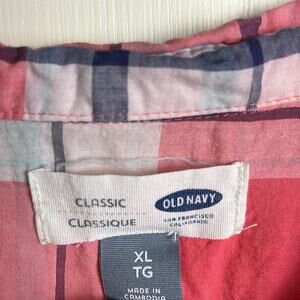 CLASSIC
CLASSIQUE
OLD NAVY
SAN FRANCISCO
CALIFORNIA
XL
TG
MADE IN
CAMBODIA